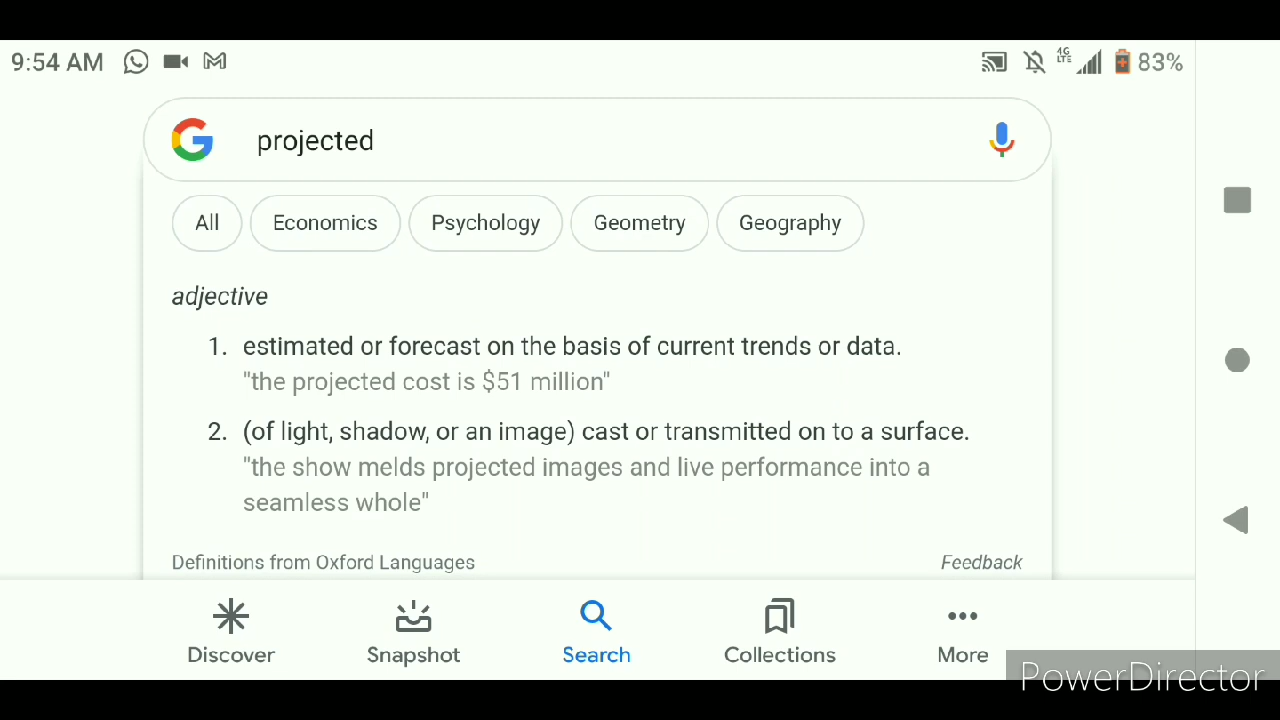 9:54 AM 4G LTE 83%
projected
All Economics Psychology Geometry Geography
adjective
1. estimated or forecast on the basis of current trends or data.
"the projected cost is $51 million"
2. (of light, shadow, or an image) cast or transmitted on to a surface.
"the show melds projected images and live performance into a
seamless whole"
Definitions from Oxford Languages Feedback
Discover Snapshot Search Collections More
PowerDirector